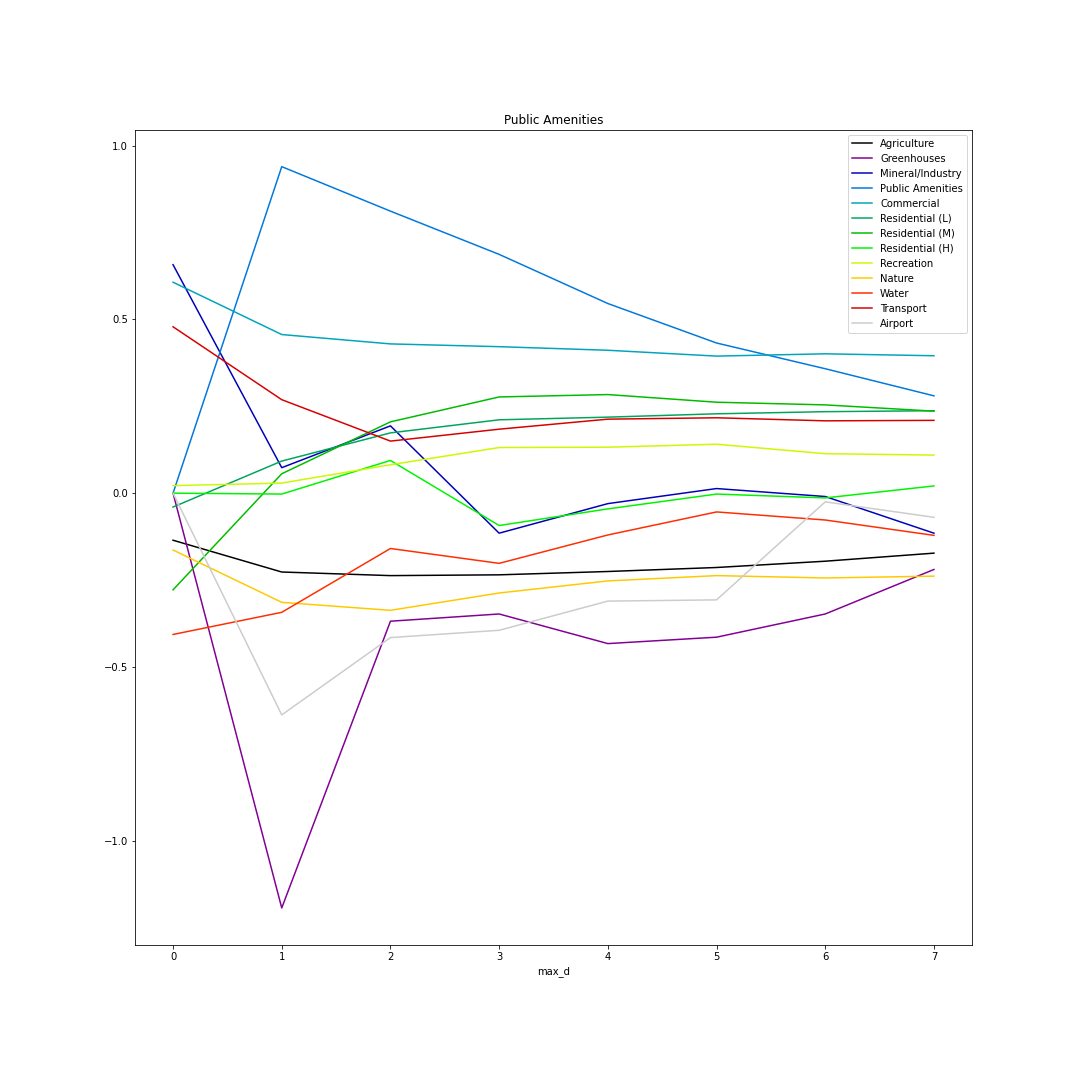 Public Amenities
1.0
0.5
0.0
−0.5
−1.0
Agriculture
Greenhouses
Mineral/Industry
Public Amenities
Commercial
Residential (L)
Residential (M)
Residential (H)
Recreation
Nature
Water
Transport
Airport
0 1 2 3 4 5 6 7
max_d